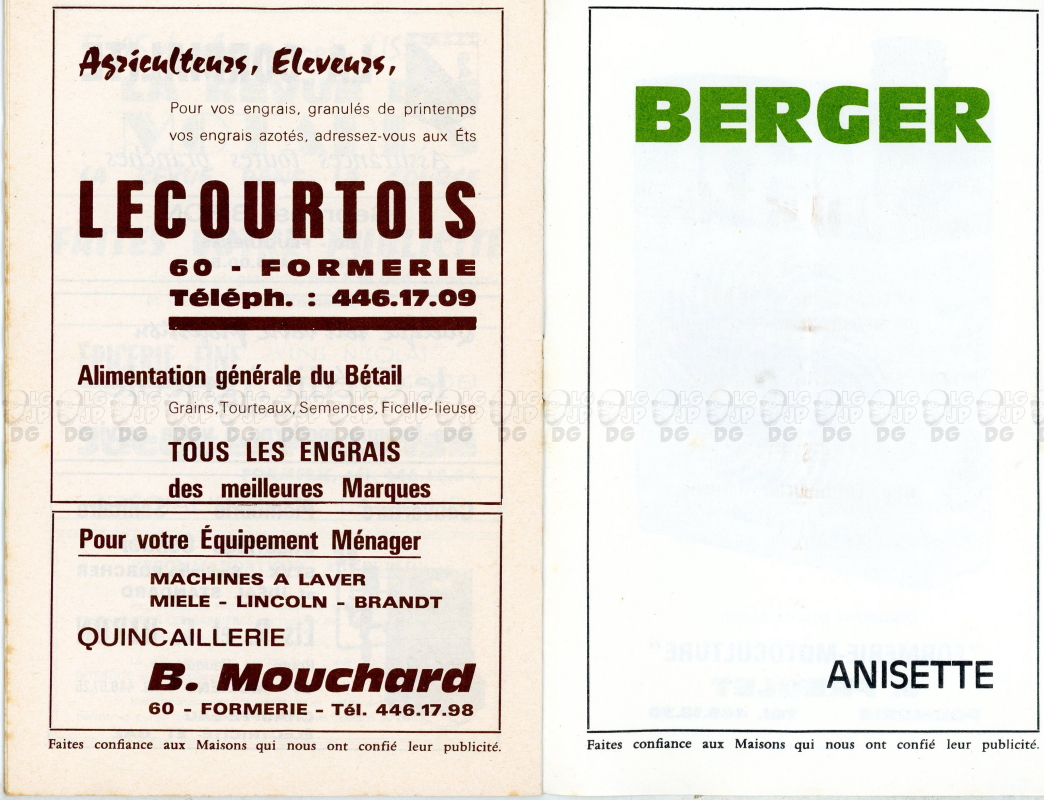 Agriculteurs, Eleveurs,
Pour vos engrais, granulés de printemps
vos engrais azotés, adressez-vous aux Éts
LECOURTOIS
60 - FORMERIE
Téléph. : 446.17.09
Alimentation générale du Bétail
Grains, Tourteaux, Semences, Ficelle-lieuse
TOUS LES ENGRAIS
des meilleures Marques
Pour votre Équipement Ménager
MACHINES A LAVER
MIELE - LINCOLN - BRANDT
QUINCAILLERIE
B. Mouchard
60 - FORMERIE - Tél. 446.17.98
Faites confiance aux Maisons qui nous ont confié leur publicité.
BERGER
ANISETTE
Faites confiance aux Maisons qui nous ont confié leur publicité.